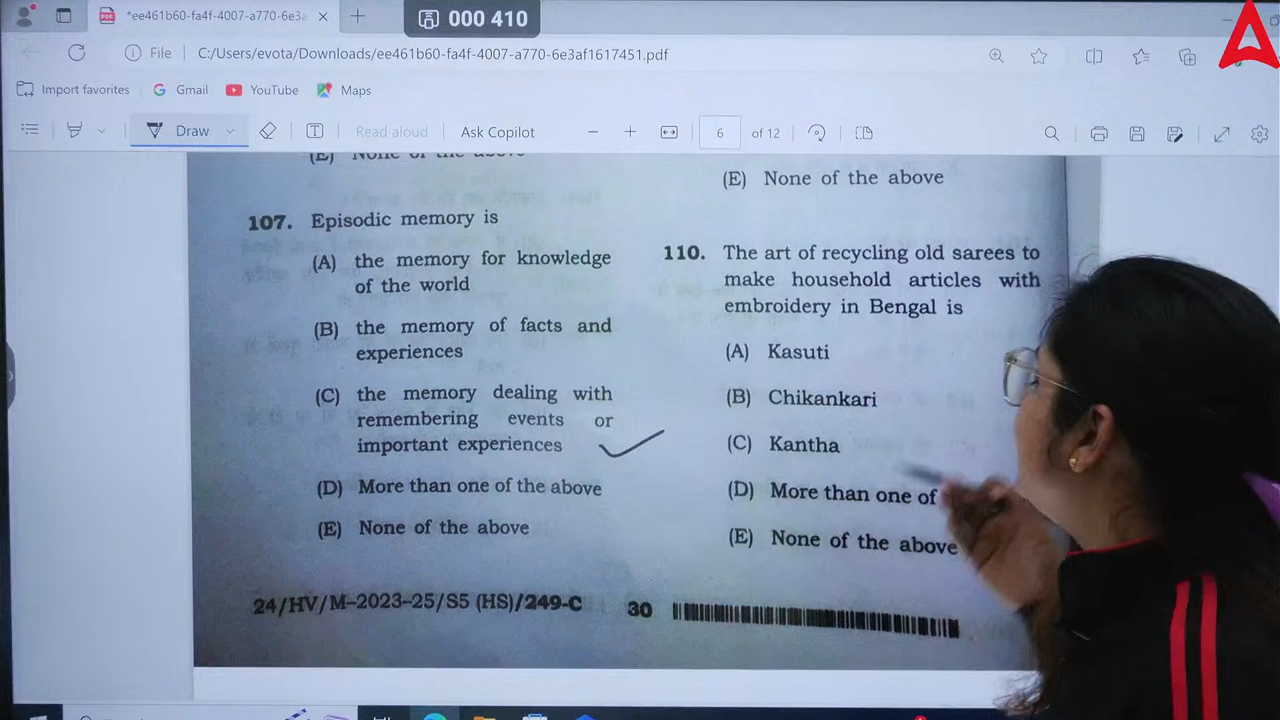 *ee461b60-fa4f-4007-a770-6e3a
000 410
File
C:/Users/evota/Downloads/ee461b60-fa4f-4007-a770-6e3af1617451.pdf
Import favorites
Gmail
YouTube
Maps
Draw
Read aloud
Ask Copilot
6 of 12
(E) None of the above
107. Episodic memory is
(A) the memory for knowledge
of the world
(B) the memory of facts and
experiences
(C) the memory dealing with
remembering events or
important experiences
(D) More than one of the above
(E) None of the above
24/HV/M–2023–25/S5 (HS)/249-C
30
(E) None of the above
110. The art of recycling old sarees to
make household articles with
embroidery in Bengal is
(A) Kasuti
(B) Chikankari
(C) Kantha
(D) More than one of
(E) None of the above